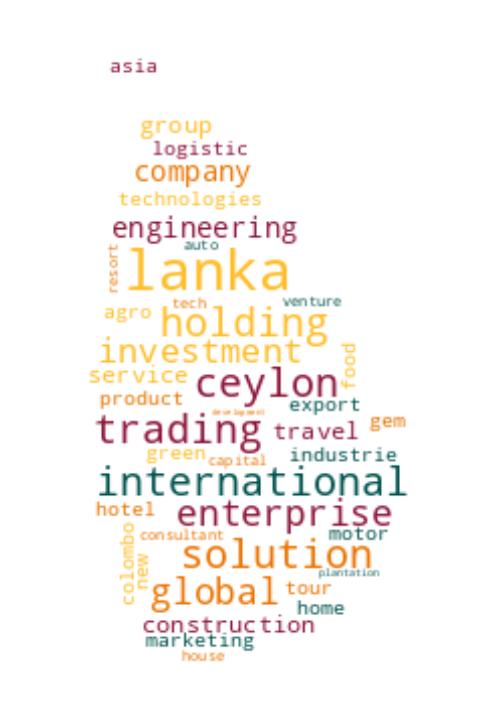 asia
group
logistic
company
technologies
engineering
auto
resort
lanka
tech
venture
agro
holding
investment
food
service
ceylon
product
export
development
gem
trading
travel
green
capital
industrie
international
hotel
enterprise
consultant
motor
colombo
new
solution
plantation
global
tour
home
construction
marketing
house